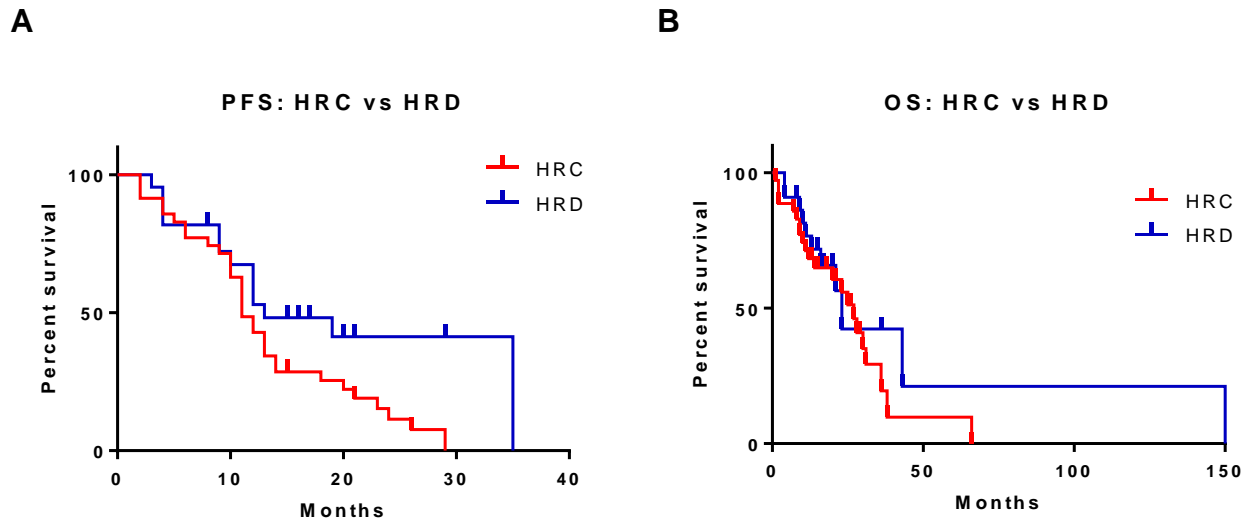 A
PFS: HRC vs HRD
HRC
HRD
Percent survival
100
50
0
0 10 20 30 40
Months
B
OS: HRC vs HRD
HRC
HRD
Percent survival
100
50
0
0 50 100 150
Months